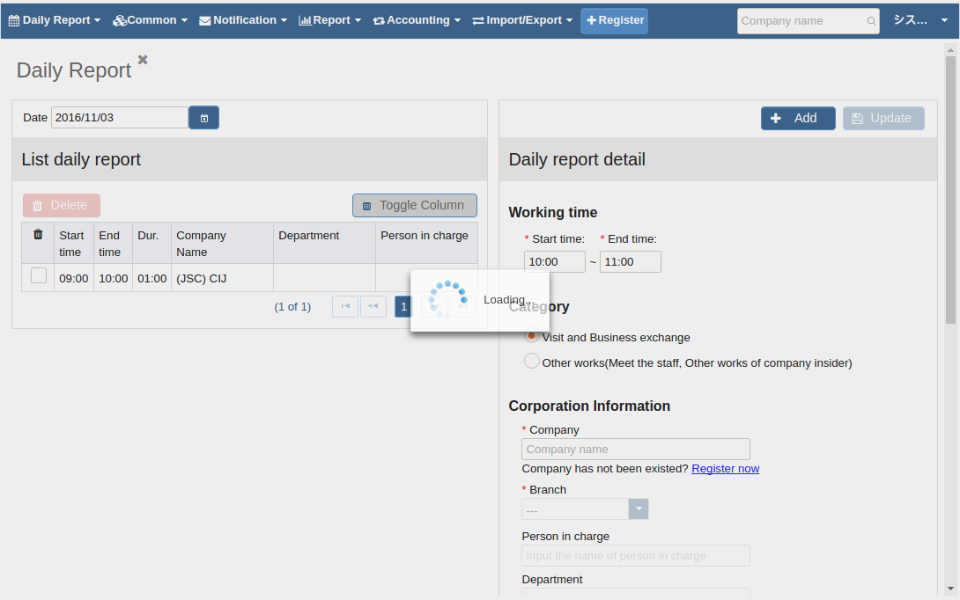 Daily Report Common Notification Report Accounting Import/Export Register Company name シス...
Daily Report
Date 2016/11/03
List daily report
Delete Toggle Column
Start time End time Dur. Company Name Department Person in charge
09:00 10:00 01:00 (JSC) CIJ
(1 of 1) 1
Loading...
Add Update
Daily report detail
Working time
* Start time: * End time:
10:00 ~ 11:00
Category
Visit and Business exchange
Other works(Meet the staff, Other works of company insider)
Corporation Information
* Company
Company name
Company has not been existed? Register now
* Branch
---
Person in charge
Input the name of person in charge
Department